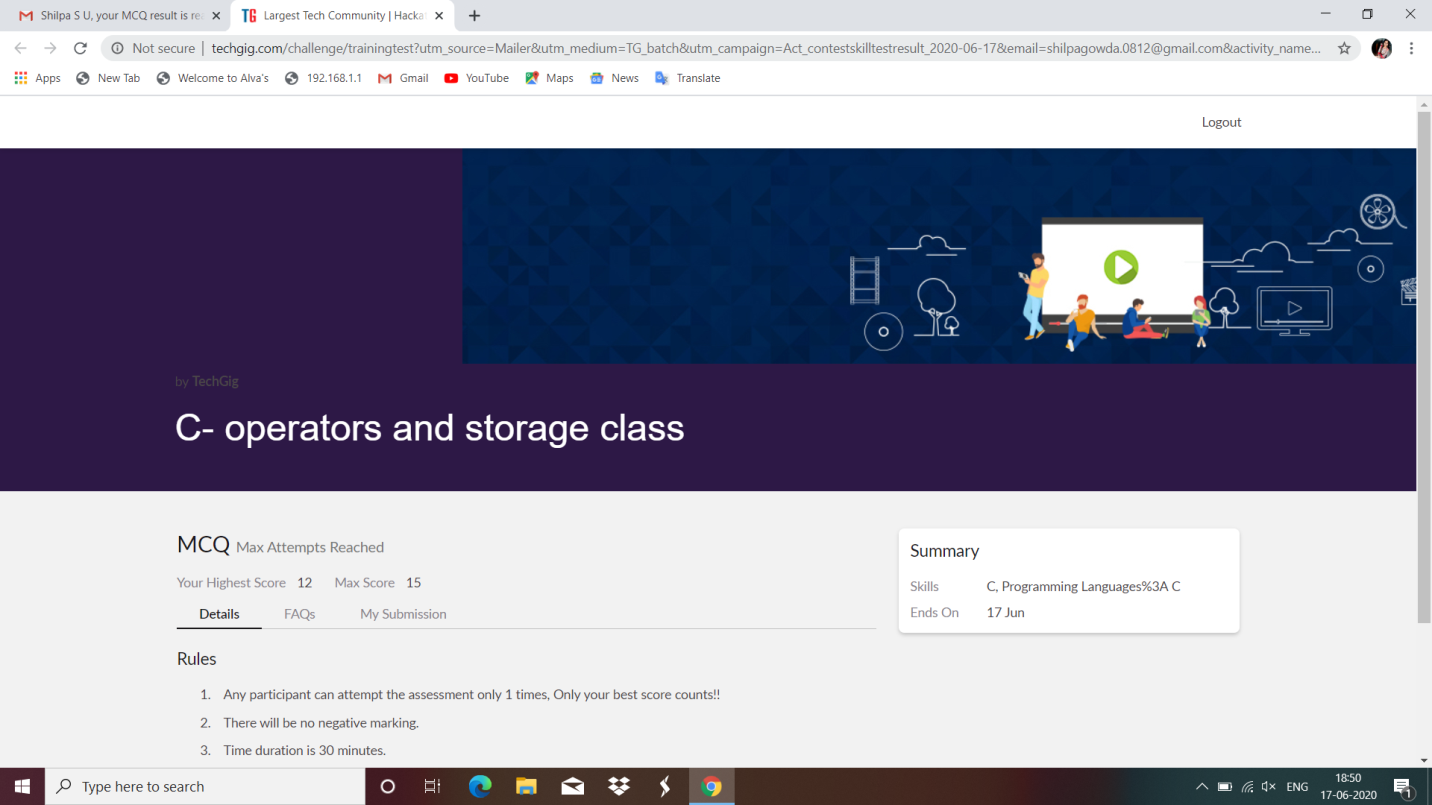 Shilpa S U, your MCQ result is re
TG Largest Tech Community | Hacka
Not secure | techgig.com/challenge/trainingtest?utm_source=Mailer&utm_medium=TG_batch&utm_campaign=Act_contestskilltestresult_2020-06-17&email=shilpagowda.0812@gmail.com&activity_name...
Apps New Tab Welcome to Alva's 192.168.1.1 Gmail YouTube Maps News Translate
Logout
by TechGig
C- operators and storage class
MCQ Max Attempts Reached
Your Highest Score 12 Max Score 15
Details FAQs My Submission
Rules
1. Any participant can attempt the assessment only 1 times, Only your best score counts!!
2. There will be no negative marking.
3. Time duration is 30 minutes.
Summary
Skills C, Programming Languages%3A C
Ends On 17 Jun
Type here to search
ENG
18:50
17-06-2020
1